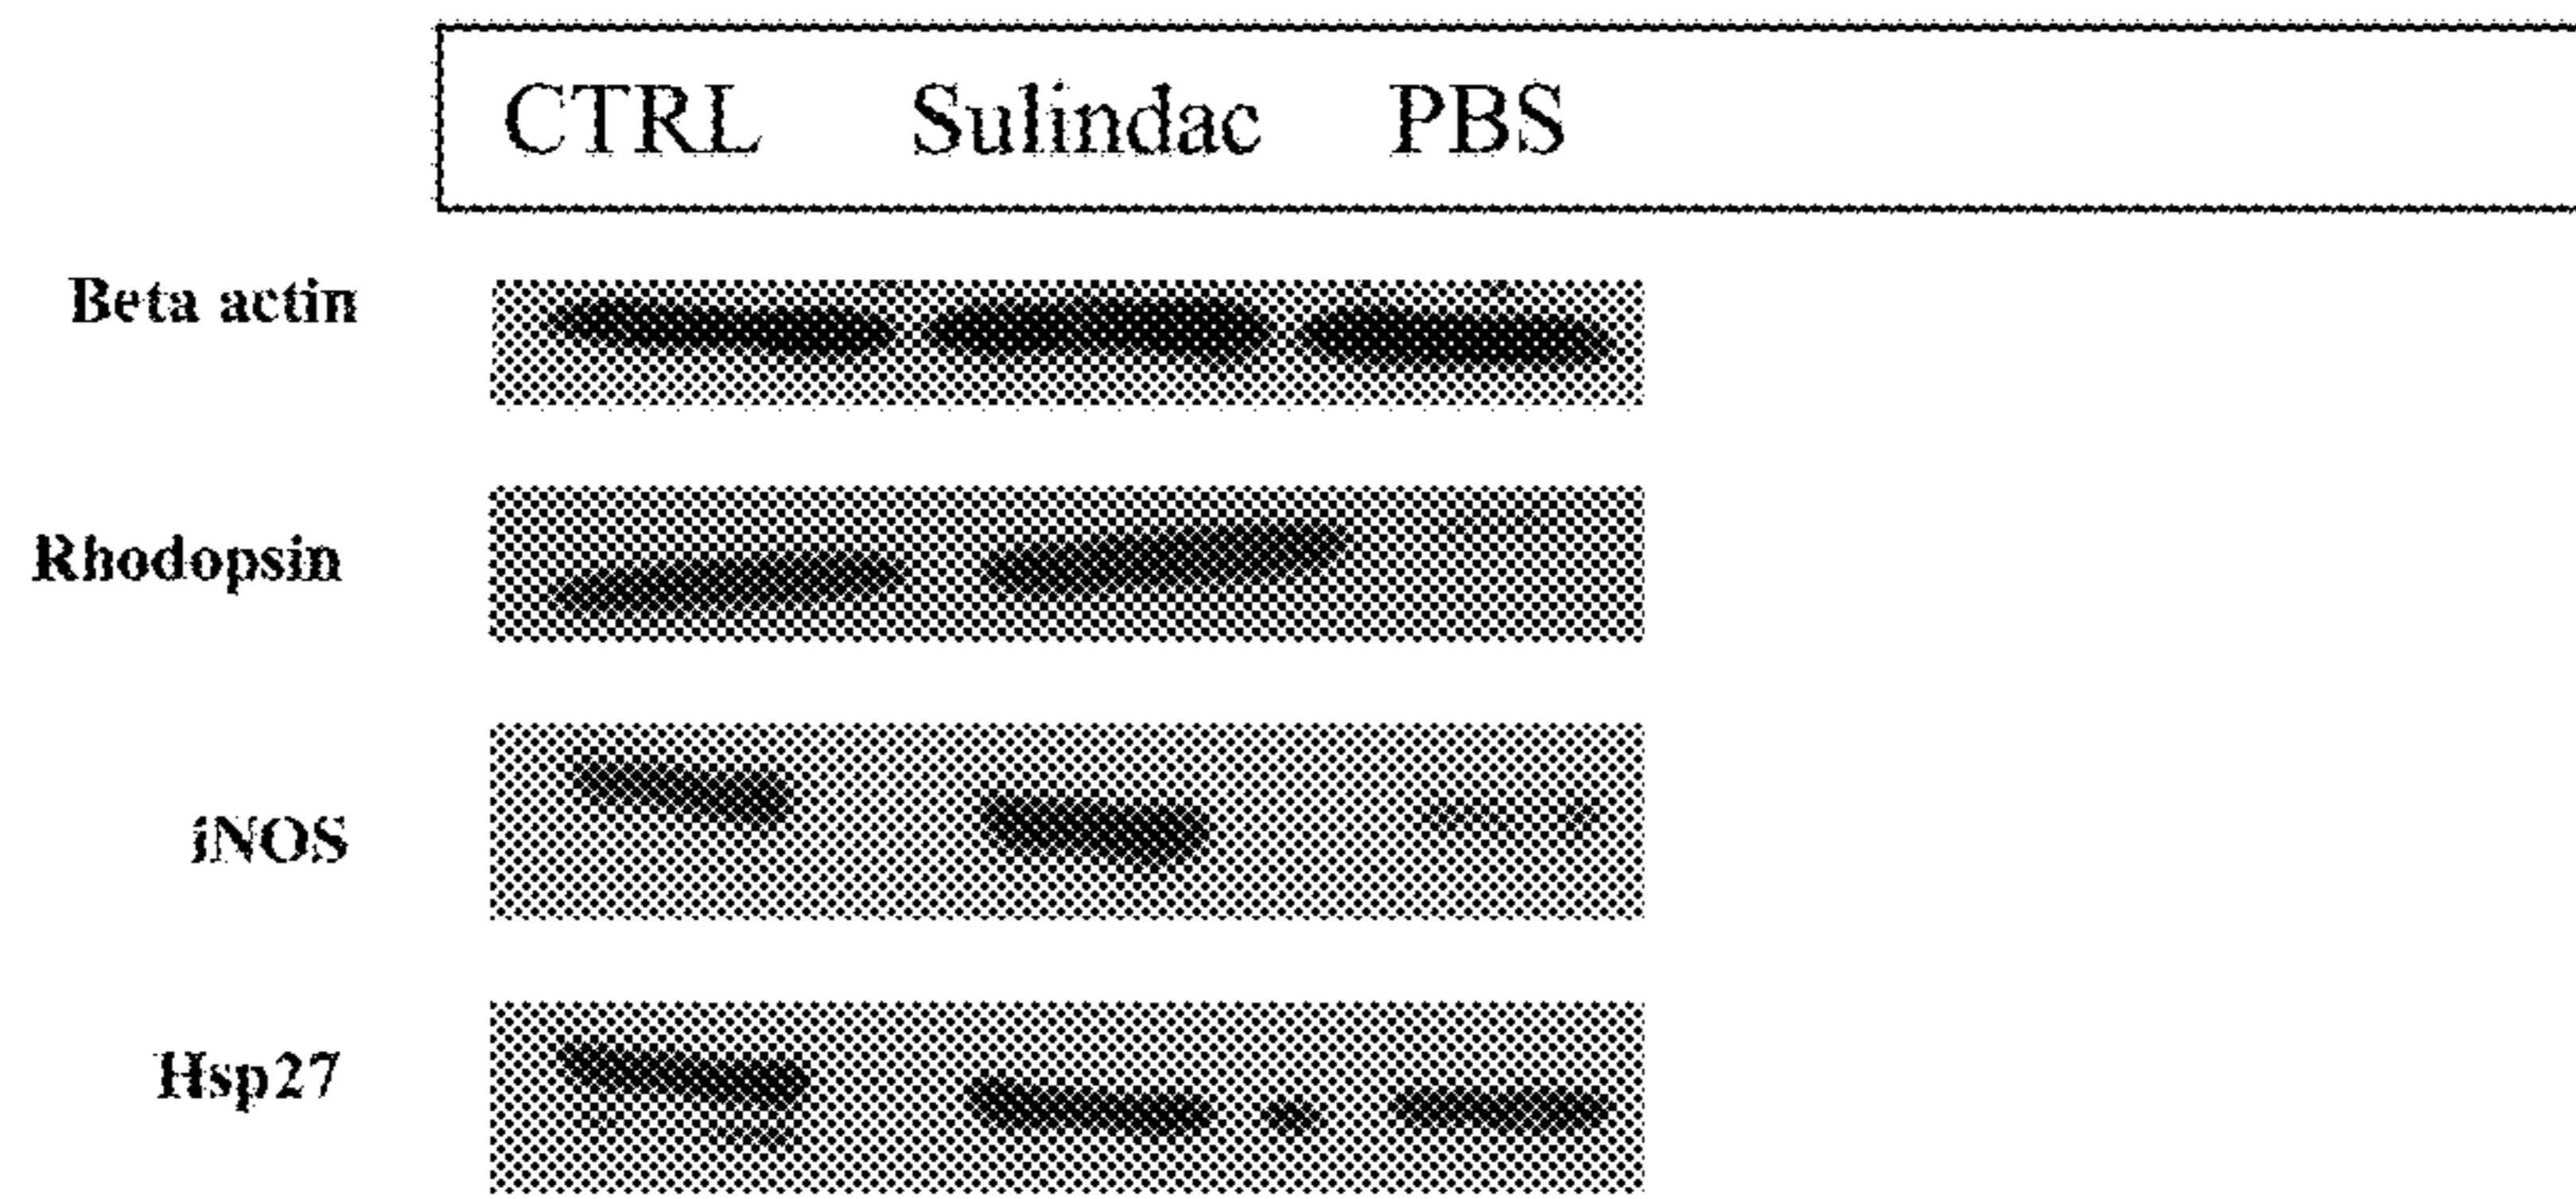 CTRL Sulindac PBS
Beta actin
Rhodopsin
iNOS
Hsp27